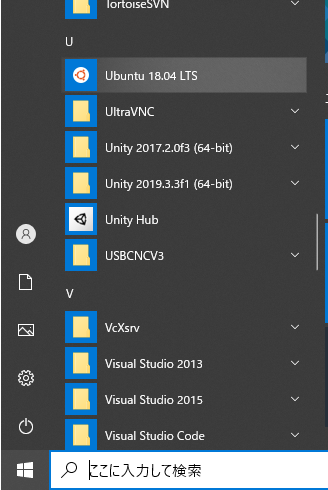 TortoiseSVN
U
Ubuntu 18.04 LTS
UltraVNC
Unity 2017.2.0f3 (64-bit)
Unity 2019.3.3f1 (64-bit)
Unity Hub
USBCNCV3
V
VcXsrv
Visual Studio 2013
Visual Studio 2015
Visual Studio Code
ここに入力して検索